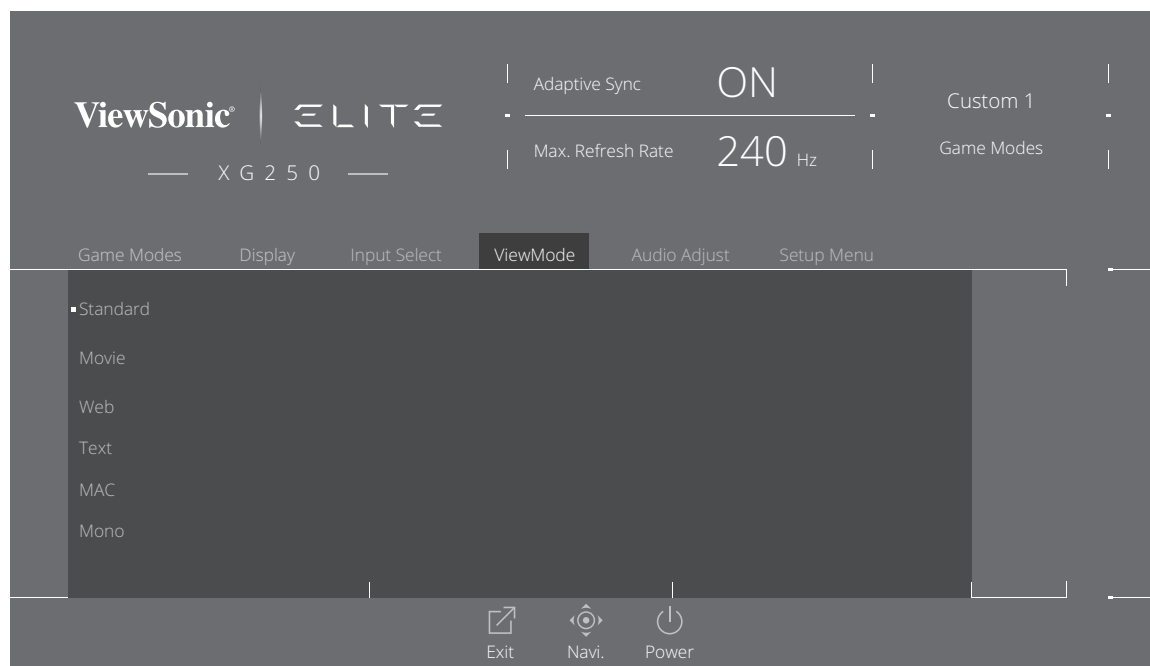 ViewSonic® ELITE
XG250
Adaptive Sync ON
Max. Refresh Rate 240 Hz
Custom 1
Game Modes
Game Modes Display Input Select ViewMode Audio Adjust Setup Menu
Standard
Movie
Web
Text
MAC
Mono
Exit Navi. Power